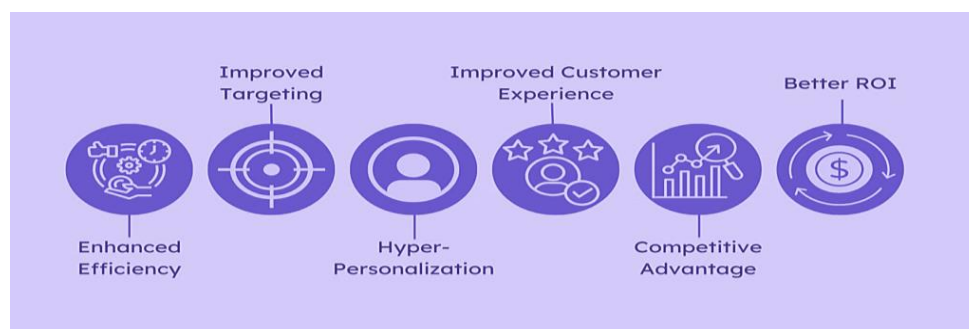 Enhanced
Efficiency
Improved
Targeting
Hyper-
Personalization
Improved Customer
Experience
Competitive
Advantage
Better ROI
$